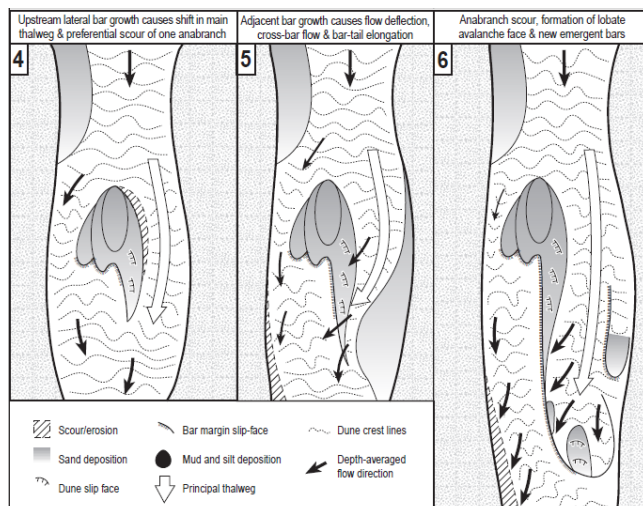 Upstream lateral bar growth causes shift in main
thalweg & preferential scour of one anabranch
Adjacent bar growth causes flow deflection,
cross-bar flow & bar-tail elongation
Anabranch scour, formation of lobate
avalanche face & new emergent bars
4
5
6
Scour/erosion
Bar margin slip-face
Dune crest lines
Sand deposition
Mud and silt deposition
Depth-averaged
flow direction
Dune slip face
Principal thalweg